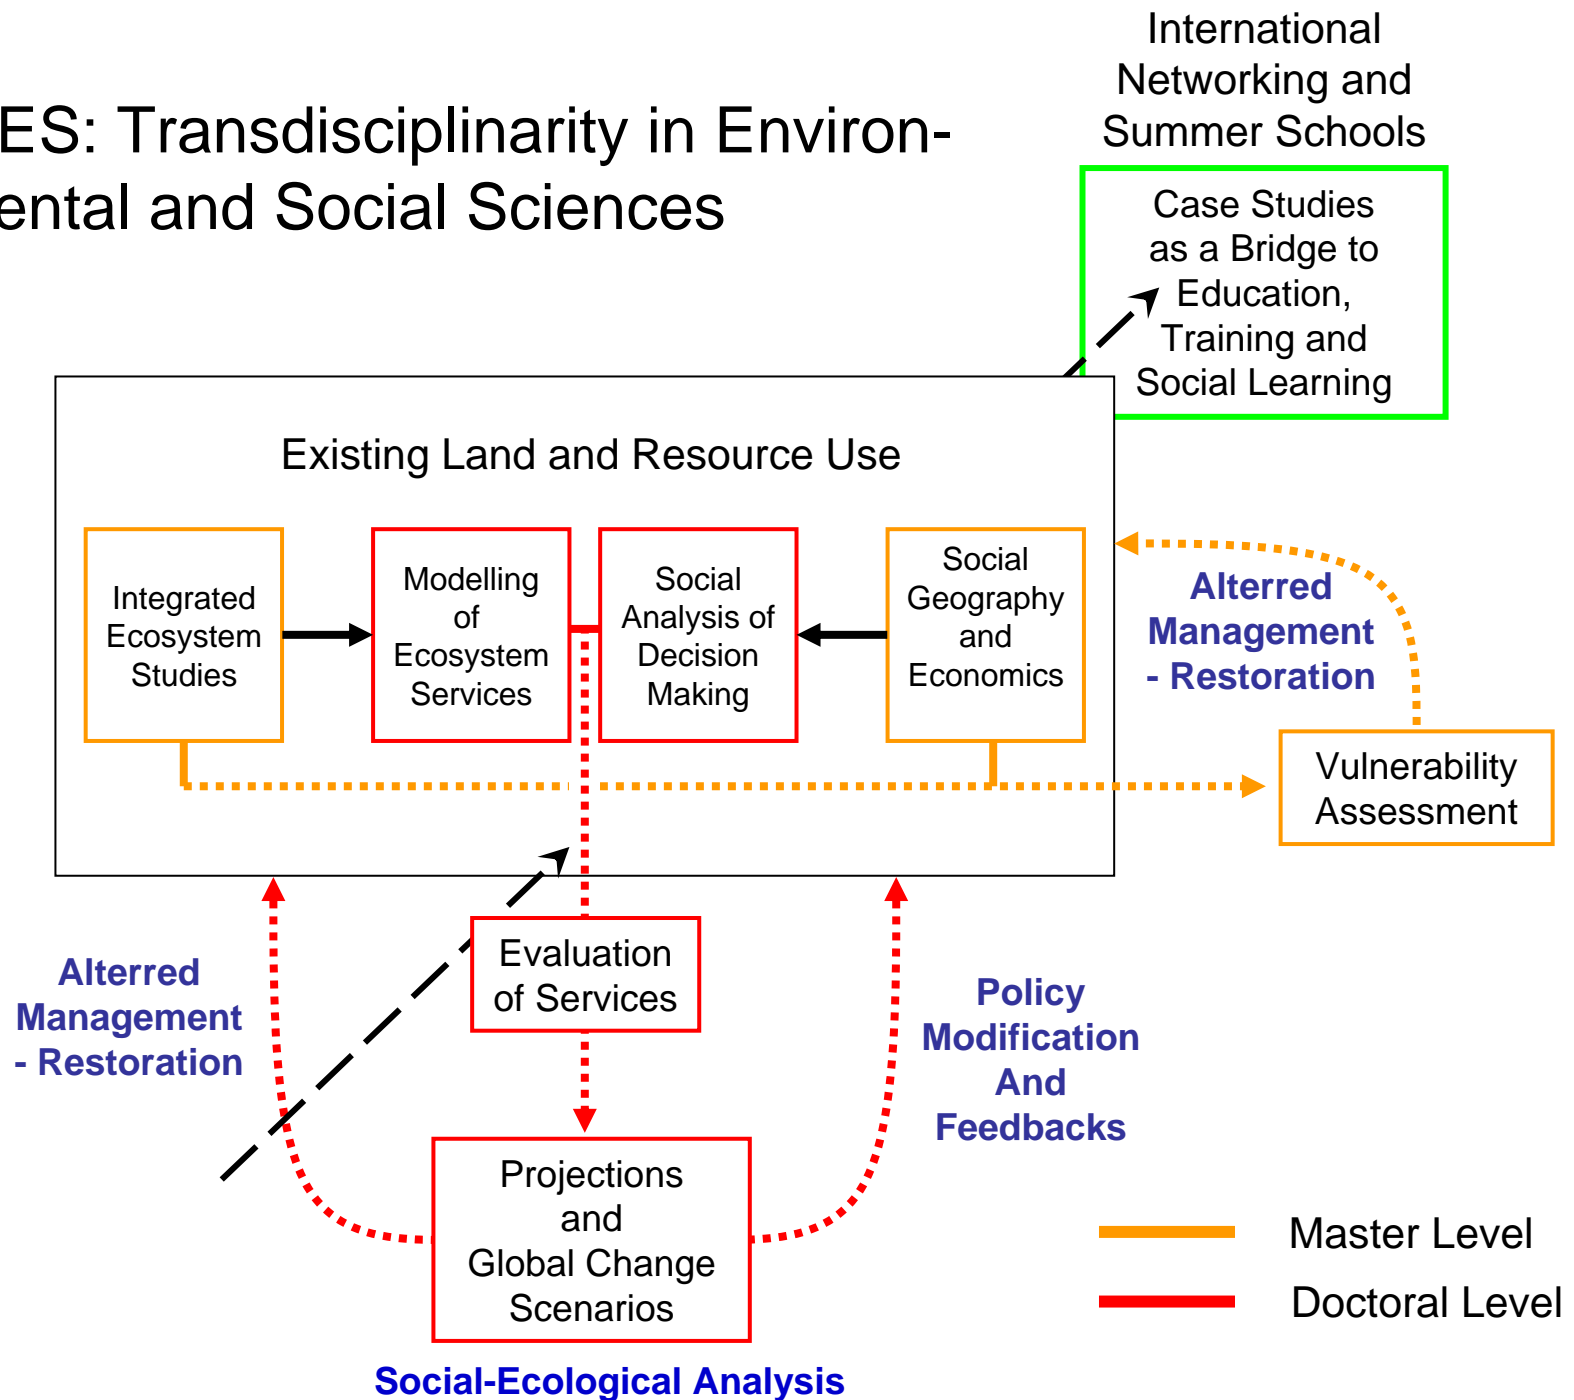 International
Networking and
Summer Schools
ES: Transdisciplinarity in Environ-
ental and Social Sciences
Case Studies
as a Bridge to
Education,
Training and
Social Learning
Existing Land and Resource Use
Integrated
Ecosystem
Studies
Modelling
of
Ecosystem
Services
Social
Analysis of
Decision
Making
Social
Geography
and
Economics
Alterred
Management
- Restoration
Vulnerability
Assessment
Evaluation
of Services
Alterred
Management
- Restoration
Policy
Modification
And
Feedbacks
Projections
and
Global Change
Scenarios
Master Level
Doctoral Level
Social-Ecological Analysis